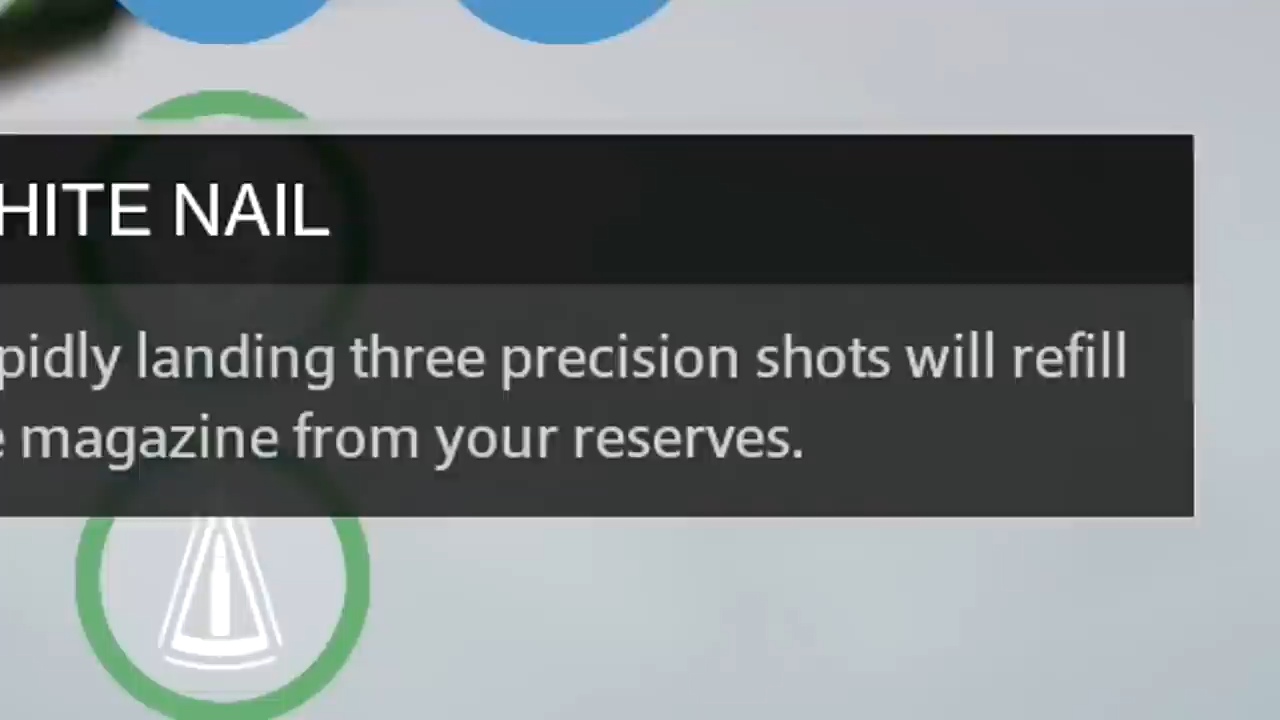 HITE NAIL
pidly landing three precision shots will refill
e magazine from your reserves.